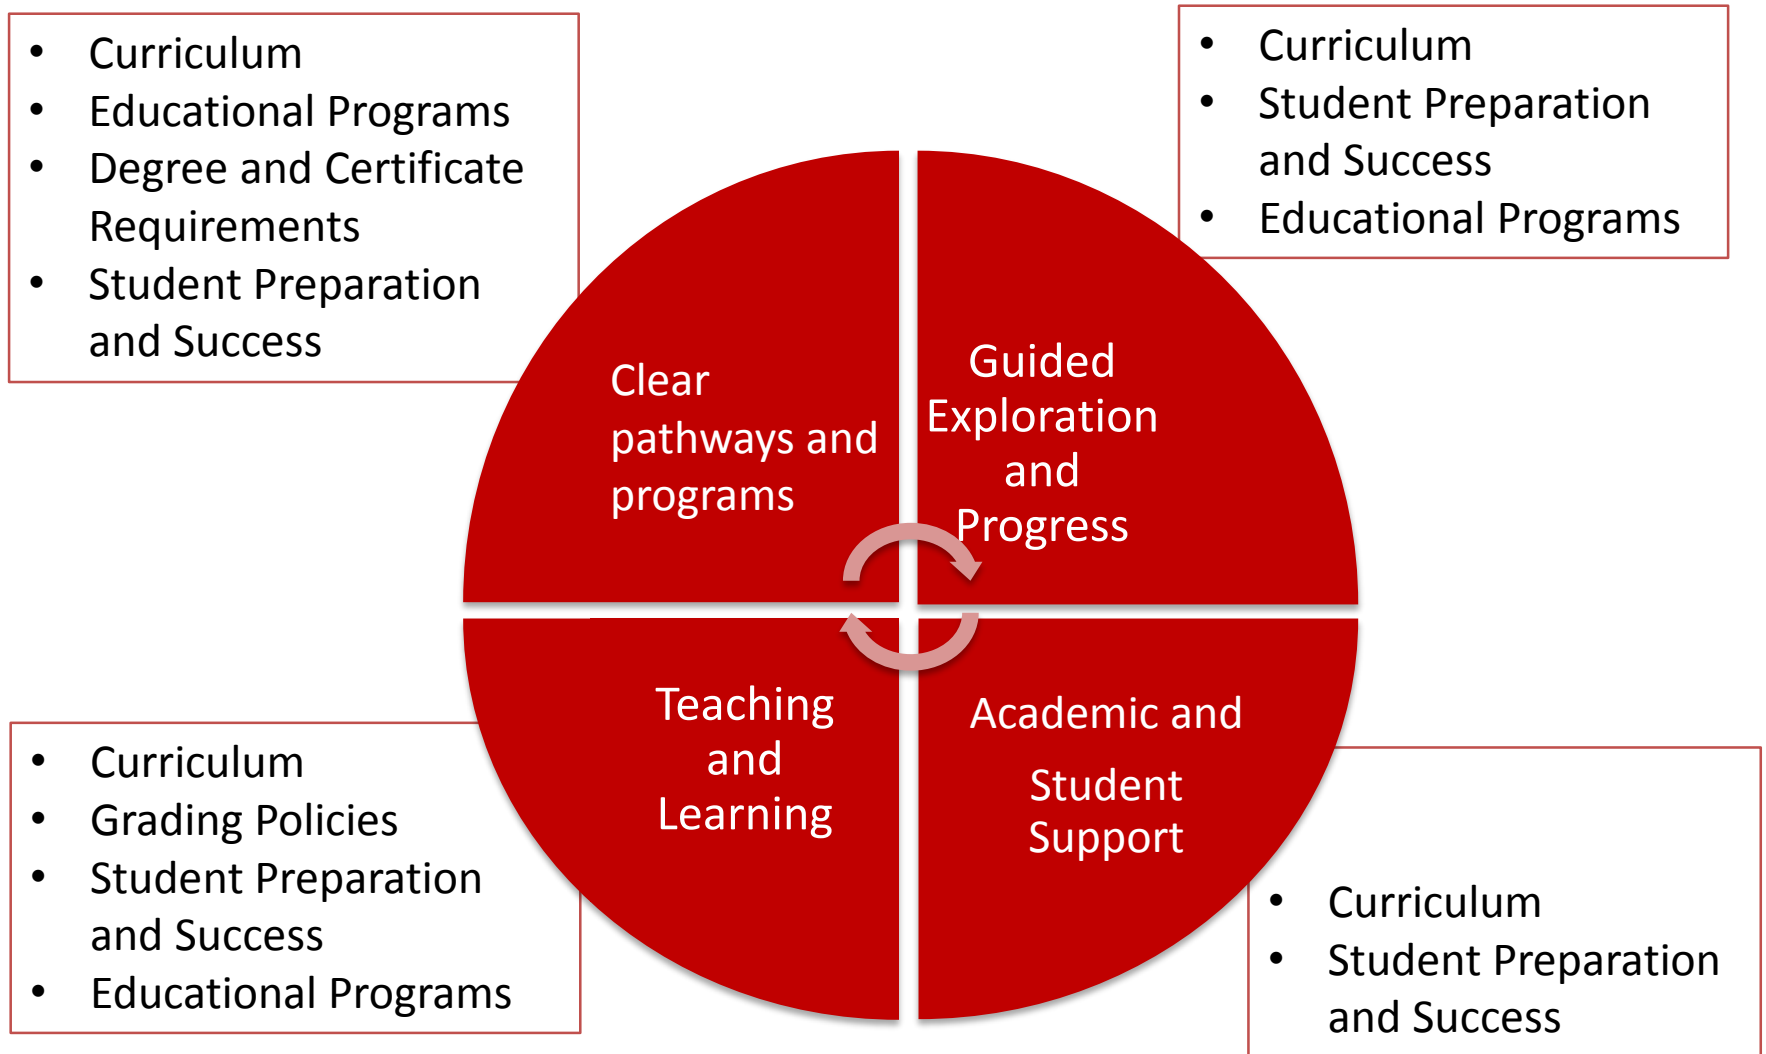 • Curriculum
• Educational Programs
• Degree and Certificate
Requirements
• Student Preparation
and Success
• Curriculum
• Student Preparation
and Success
• Educational Programs
Clear
pathways and
programs
Guided
Exploration
and
Progress
Teaching
and
Learning
Academic and
Student
Support
• Curriculum
• Grading Policies
• Student Preparation
and Success
• Educational Programs
• Curriculum
• Student Preparation
and Success